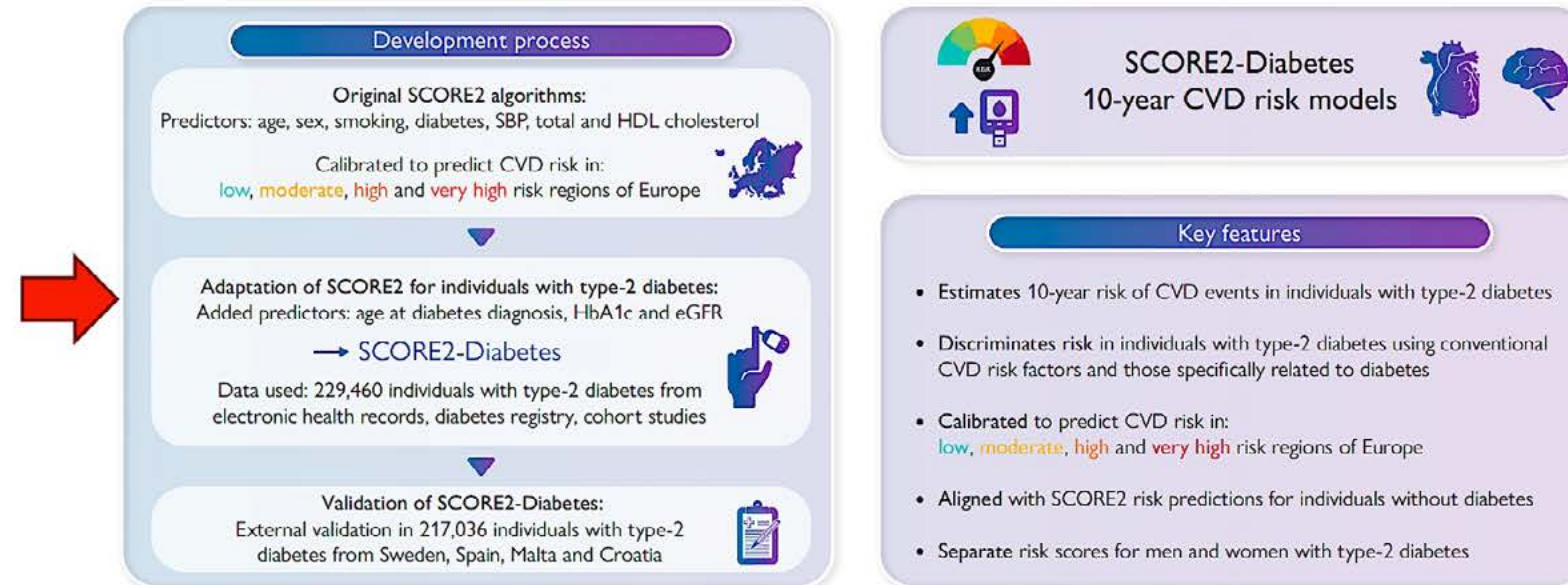 Development process
Original SCORE2 algorithms:
Predictors: age, sex, smoking, diabetes, SBP, total and HDL cholesterol
Calibrated to predict CVD risk in:
low, moderate, high and very high risk regions of Europe
Adaptation of SCORE2 for individuals with type-2 diabetes:
Added predictors: age at diabetes diagnosis, HbA1c and eGFR
→ SCORE2-Diabetes
Data used: 229,460 individuals with type-2 diabetes from
electronic health records, diabetes registry, cohort studies
Validation of SCORE2-Diabetes:
External validation in 217,036 individuals with type-2
diabetes from Sweden, Spain, Malta and Croatia
RISK
SCORE2-Diabetes
10-year CVD risk models
Key features
• Estimates 10-year risk of CVD events in individuals with type-2 diabetes
• Discriminates risk in individuals with type-2 diabetes using conventional
CVD risk factors and those specifically related to diabetes
• Calibrated to predict CVD risk in:
low, moderate, high and very high risk regions of Europe
• Aligned with SCORE2 risk predictions for individuals without diabetes
• Separate risk scores for men and women with type-2 diabetes